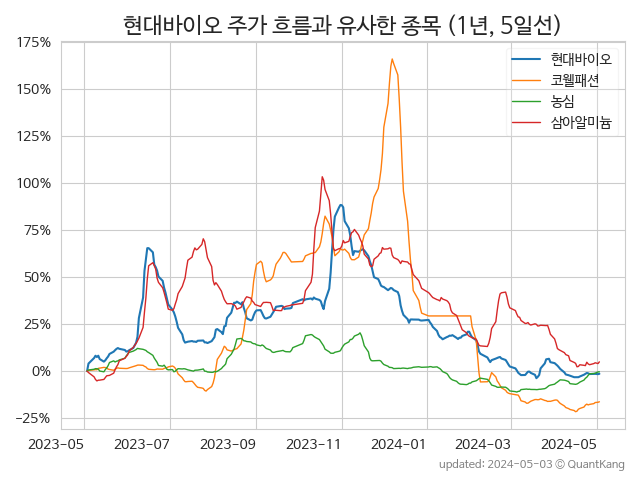 현대바이오 주가 흐름과 유사한 종목 (1년, 5일선)
175%
150%
125%
100%
75%
50%
25%
0%
−25%
현대바이오
코웰패션
농심
삼아알미늄
2023-05
2023-07
2023-09
2023-11
2024-01
2024-03
2024-05
updated: 2024-05-03 ⓒ QuantKang